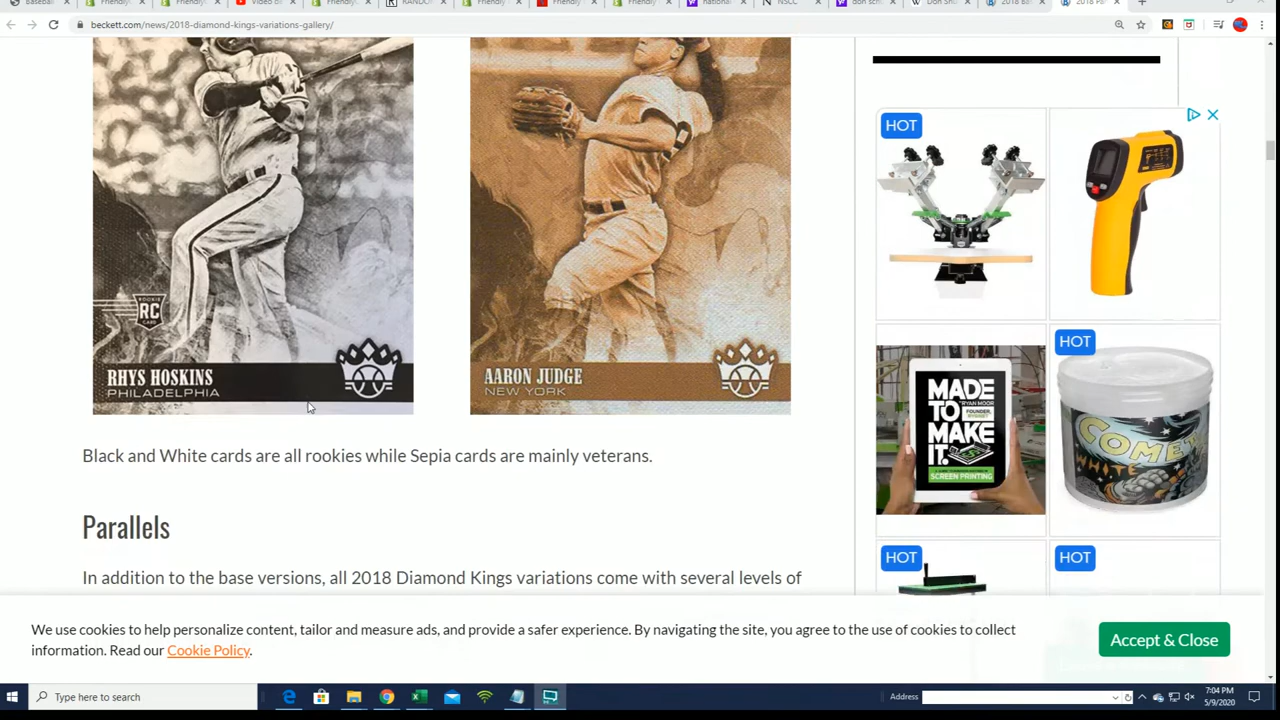 beckett.com/news/2018-diamond-kings-variations-gallery/
ROOKIE
RC
CARD
RHYS HOSKINS
PHILADELPHIA
AARON JUDGE
NEW YORK
HOT
MADE
TO
MAKE
IT.
RYAN MOOR
FOUNDER,
SCREEN PRINTING
HOT
COMET
WHITE
Black and White cards are all rookies while Sepia cards are mainly veterans.
Parallels
In addition to the base versions, all 2018 Diamond Kings variations come with several levels of
HOT
HOT
We use cookies to help personalize content, tailor and measure ads, and provide a safer experience. By navigating the site, you agree to the use of cookies to collect
information. Read our Cookie Policy.
Accept & Close
Type here to search
Address
7:04 PM
5/9/2020